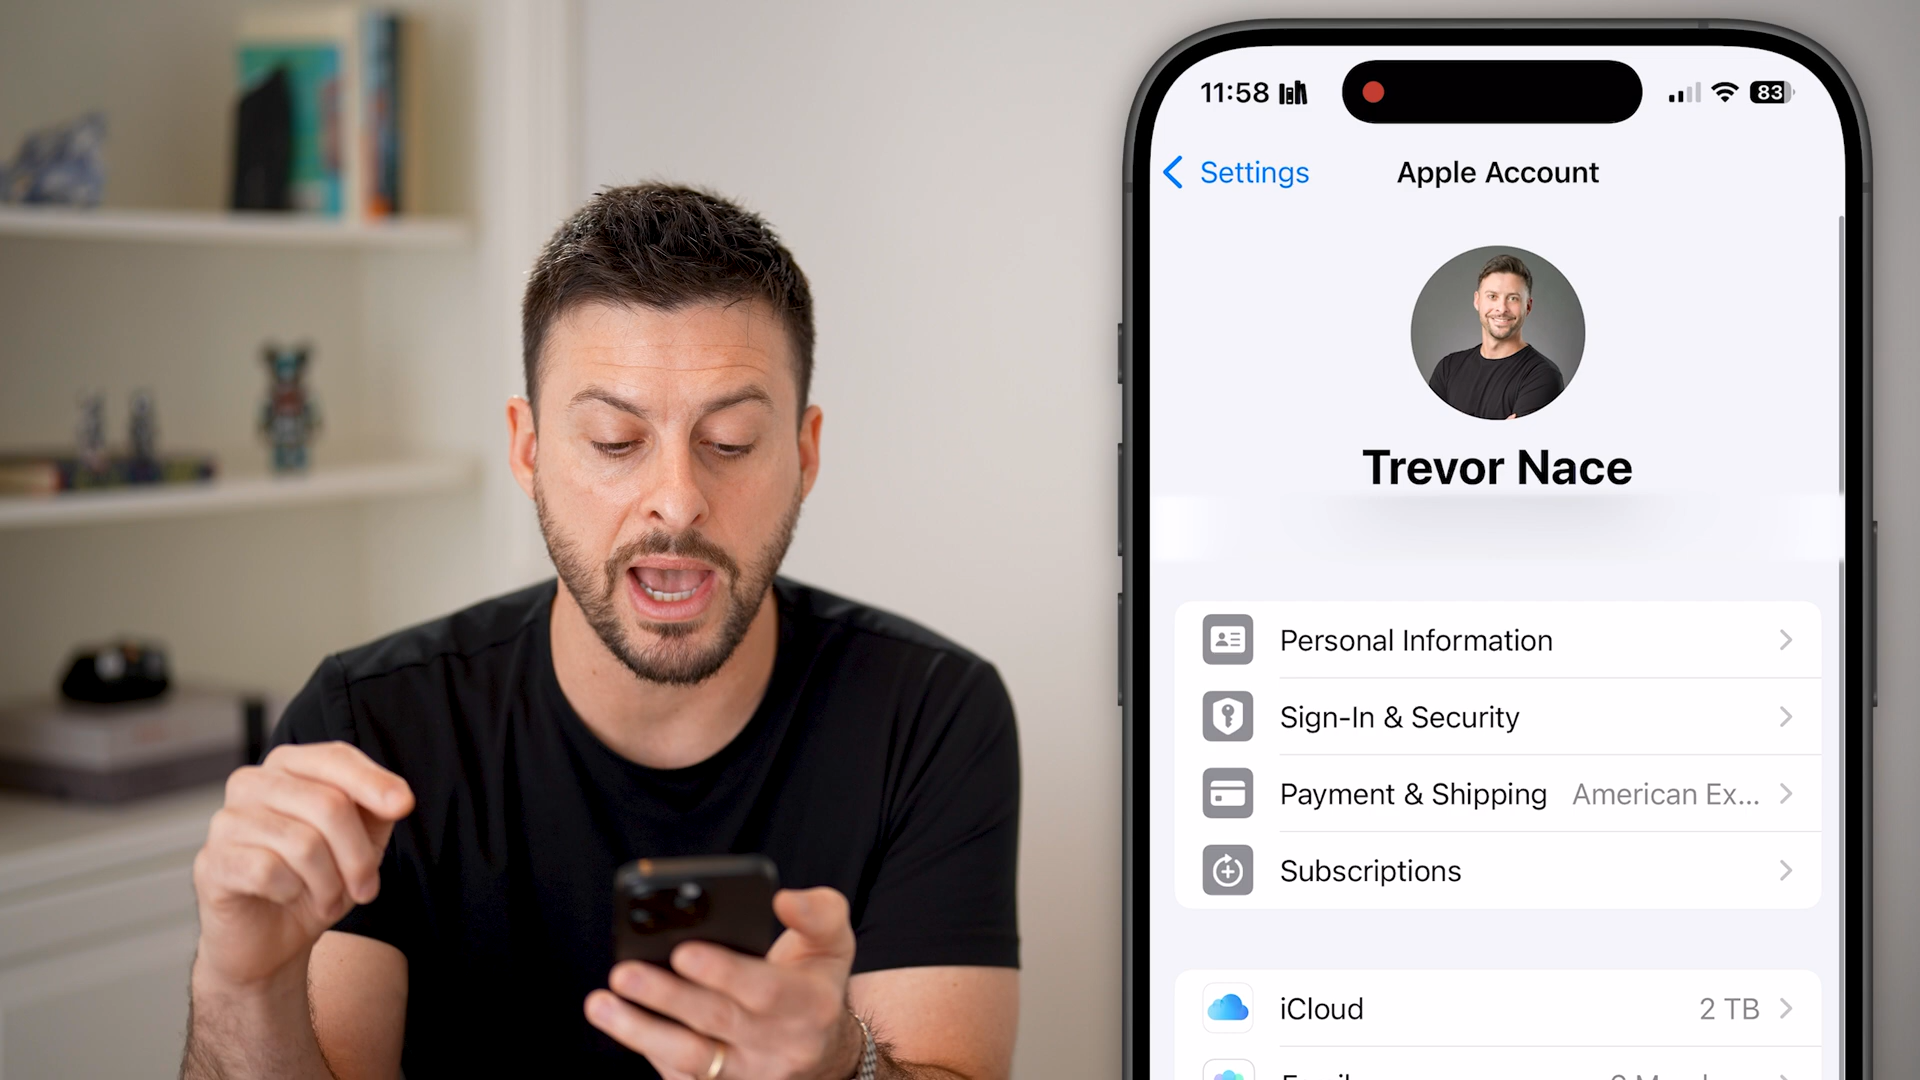 11:58
83
Settings
Apple Account
Trevor Nace
Personal Information
Sign-In & Security
Payment & Shipping American Ex...
Subscriptions
iCloud 2 TB